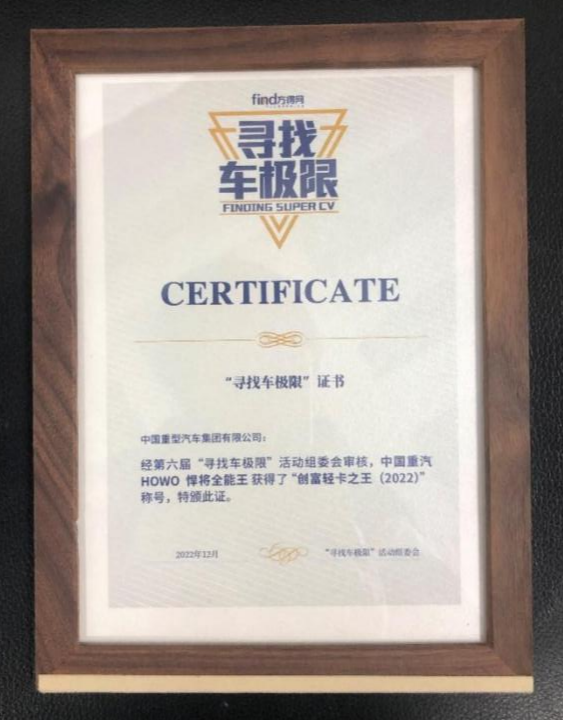 find方得网
寻找
车极限
FINDING SUPER CV
CERTIFICATE
“寻找车极限”证书
中国重型汽车集团有限公司：
经第六届“寻找车极限”活动组委会审核，中国重汽
HOWO 悍将全能王 获得了“创富轻卡之王（2022）”
称号，特颁此证。
2022年12月
“寻找车极限”活动组委会